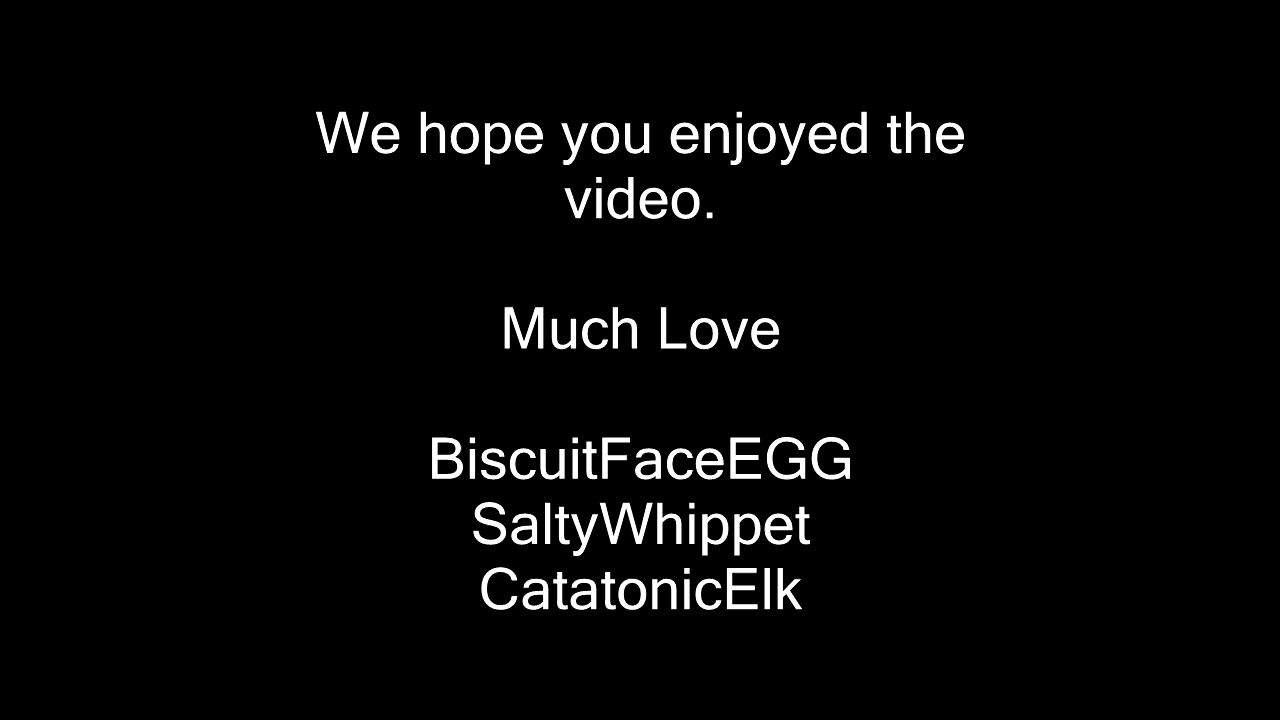 We hope you enjoyed the
video.
Much Love
BiscuitFaceEGG
SaltyWhippet
CatatonicElk